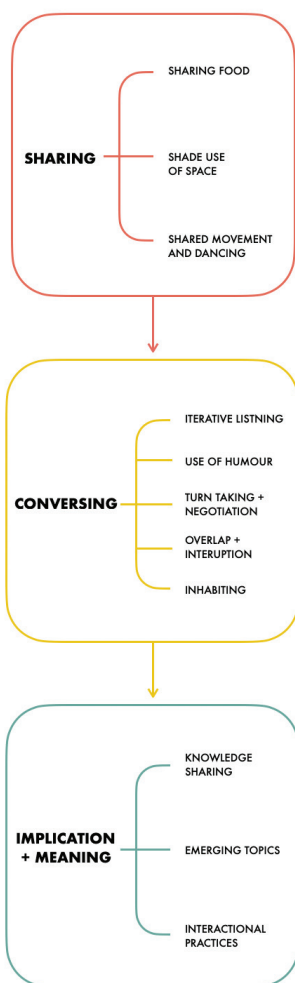 SHARING
SHARING FOOD
SHADE USE
OF SPACE
SHARED MOVEMENT
AND DANCING
CONVERSING
ITERATIVE LISTNING
USE OF HUMOUR
TURN TAKING +
NEGOTIATION
OVERLAP +
INTERUPTION
INHABITING
IMPLICATION
+ MEANING
KNOWLEDGE
SHARING
EMERGING TOPICS
INTERACTIONAL
PRACTICES